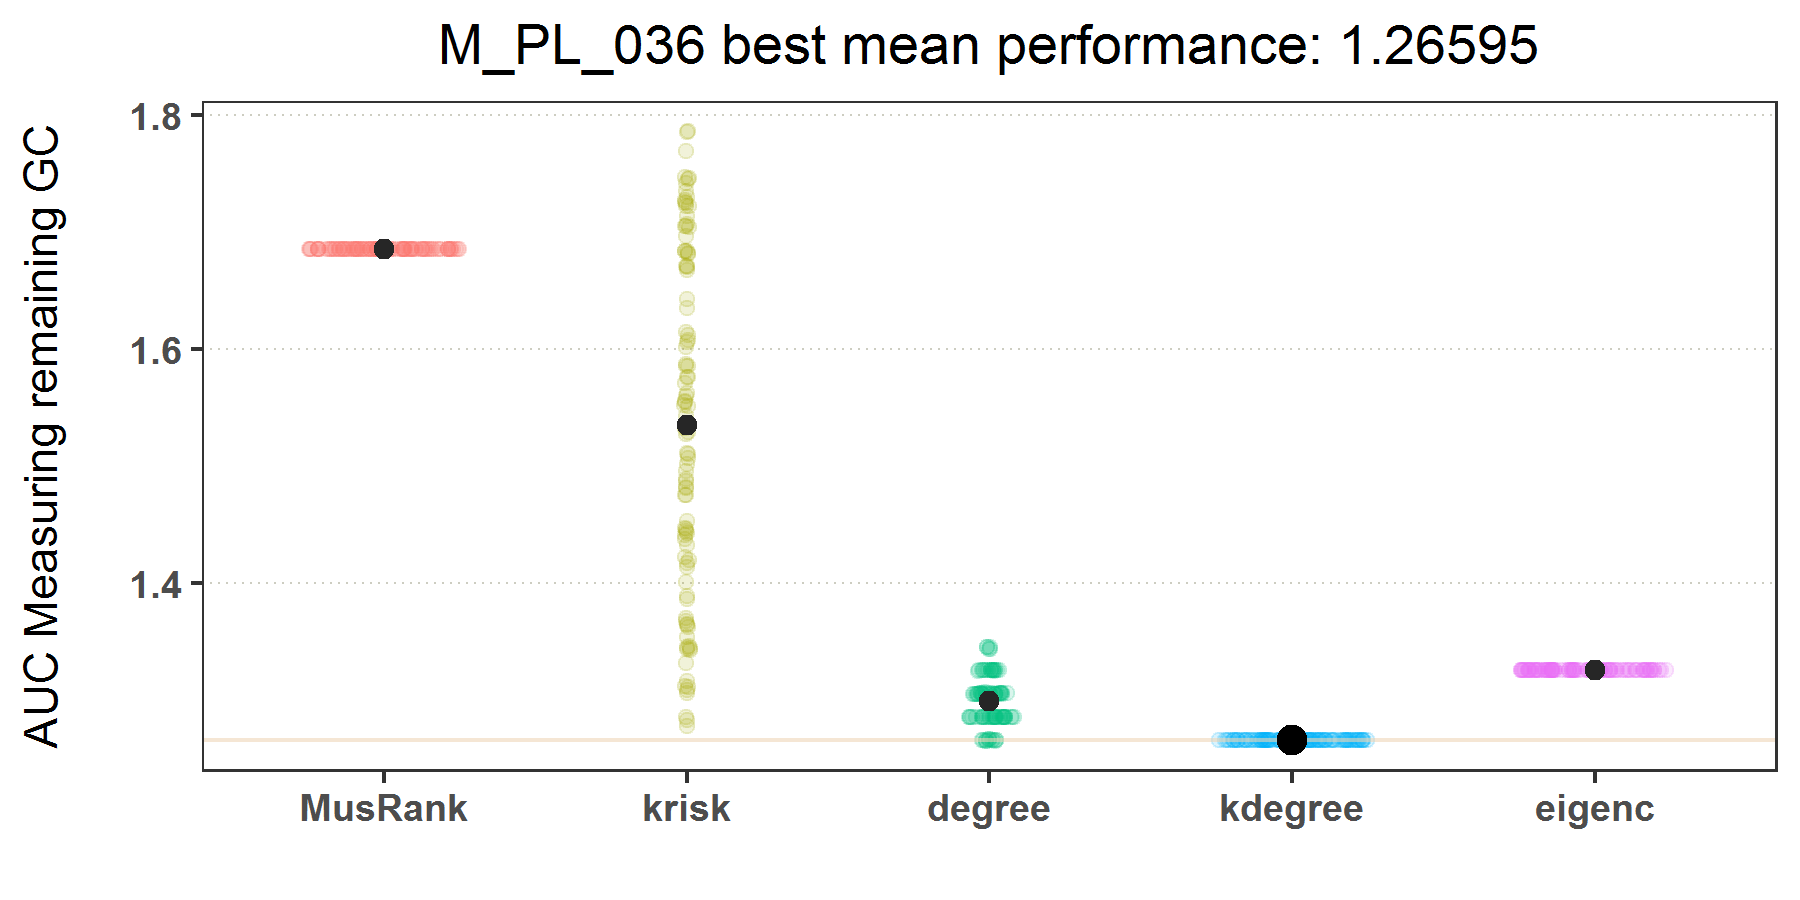 M_PL_036 best mean performance: 1.26595
AUC Measuring remaining GC
1.8
1.6
1.4
MusRank krisk degree kdegree eigenc